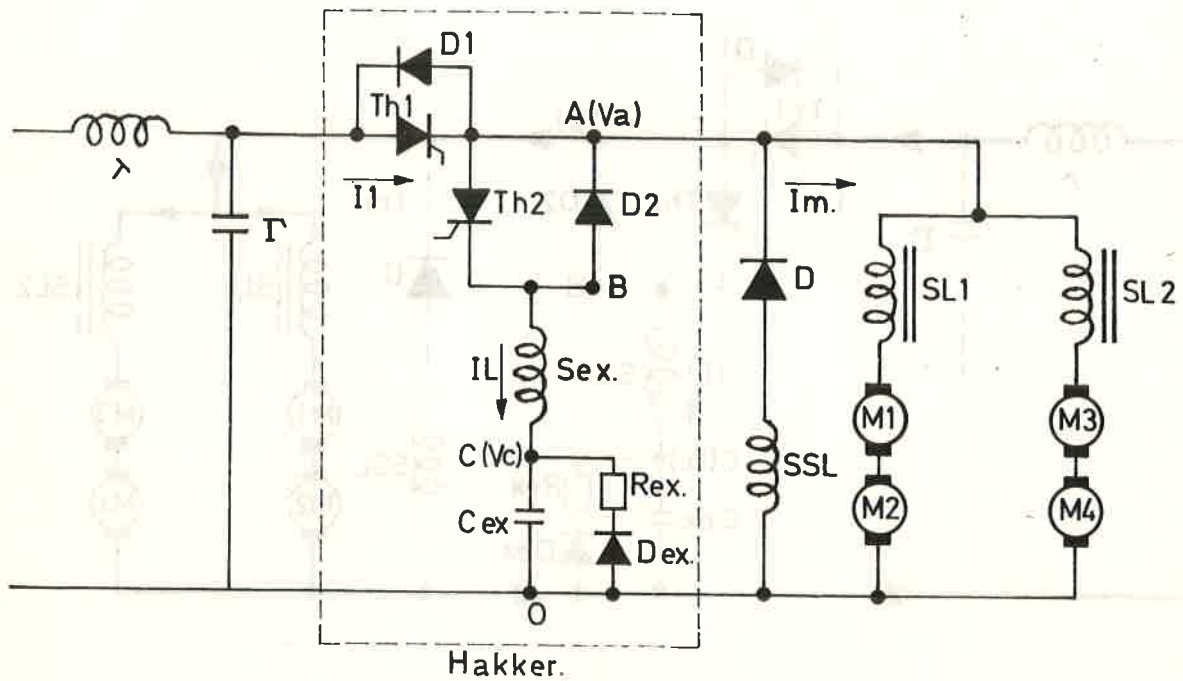 D1
Th1
A(Va)
λ
I1
Γ
Th2
D2
Im.
B
D
SL1
SL2
IL
Sex.
C(Vc)
Rex.
SSL
M1
M3
Cex
Dex.
M2
M4
O
Hakker.